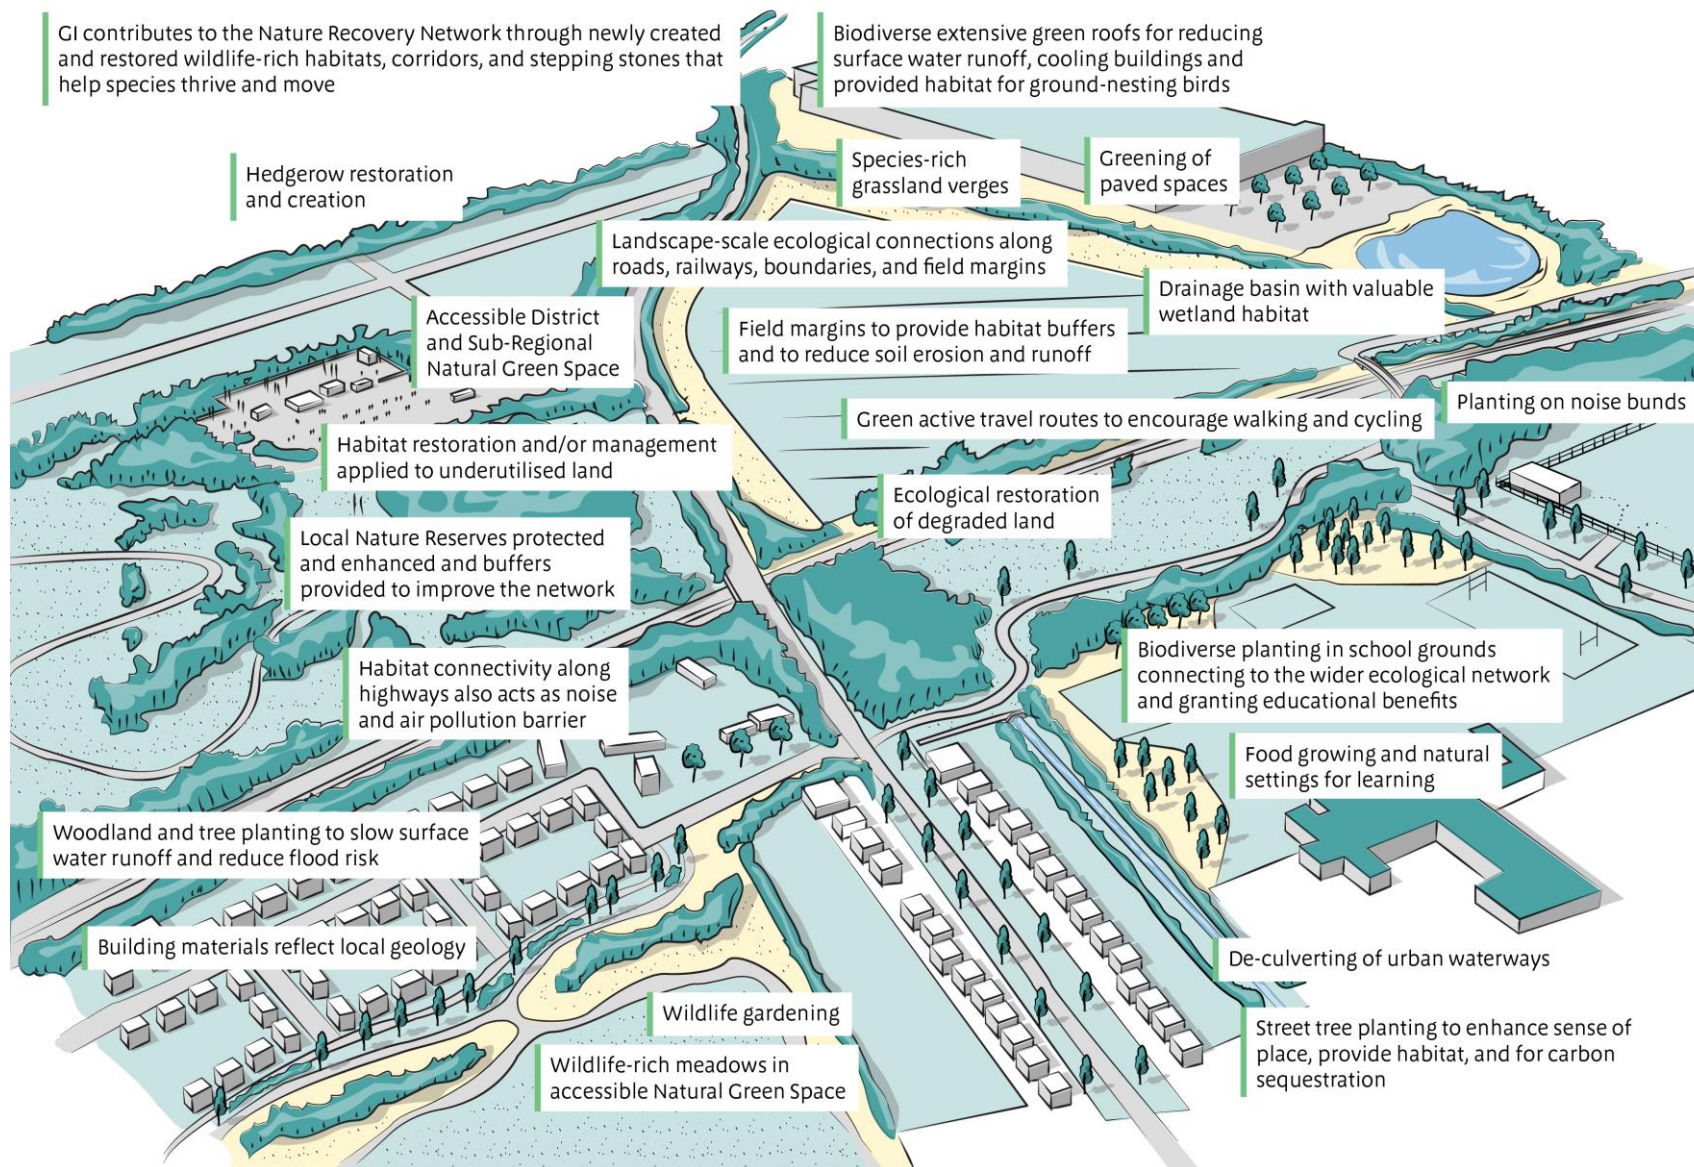 GI contributes to the Nature Recovery Network through newly created
and restored wildlife-rich habitats, corridors, and stepping stones that
help species thrive and move
Biodiverse extensive green roofs for reducing
surface water runoff, cooling buildings and
provided habitat for ground-nesting birds
Hedgerow restoration
and creation
Species-rich
grassland verges
Greening of
paved spaces
Landscape-scale ecological connections along
roads, railways, boundaries, and field margins
Drainage basin with valuable
wetland habitat
Accessible District
and Sub-Regional
Natural Green Space
Field margins to provide habitat buffers
and to reduce soil erosion and runoff
Planting on noise bunds
Green active travel routes to encourage walking and cycling
Habitat restoration and/or management
applied to underutilised land
Ecological restoration
of degraded land
Local Nature Reserves protected
and enhanced and buffers
provided to improve the network
Habitat connectivity along
highways also acts as noise
and air pollution barrier
Biodiverse planting in school grounds
connecting to the wider ecological network
and granting educational benefits
Food growing and natural
settings for learning
Woodland and tree planting to slow surface
water runoff and reduce flood risk
Building materials reflect local geology
De-culverting of urban waterways
Wildlife gardening
Street tree planting to enhance sense of
place, provide habitat, and for carbon
sequestration
Wildlife-rich meadows in
accessible Natural Green Space